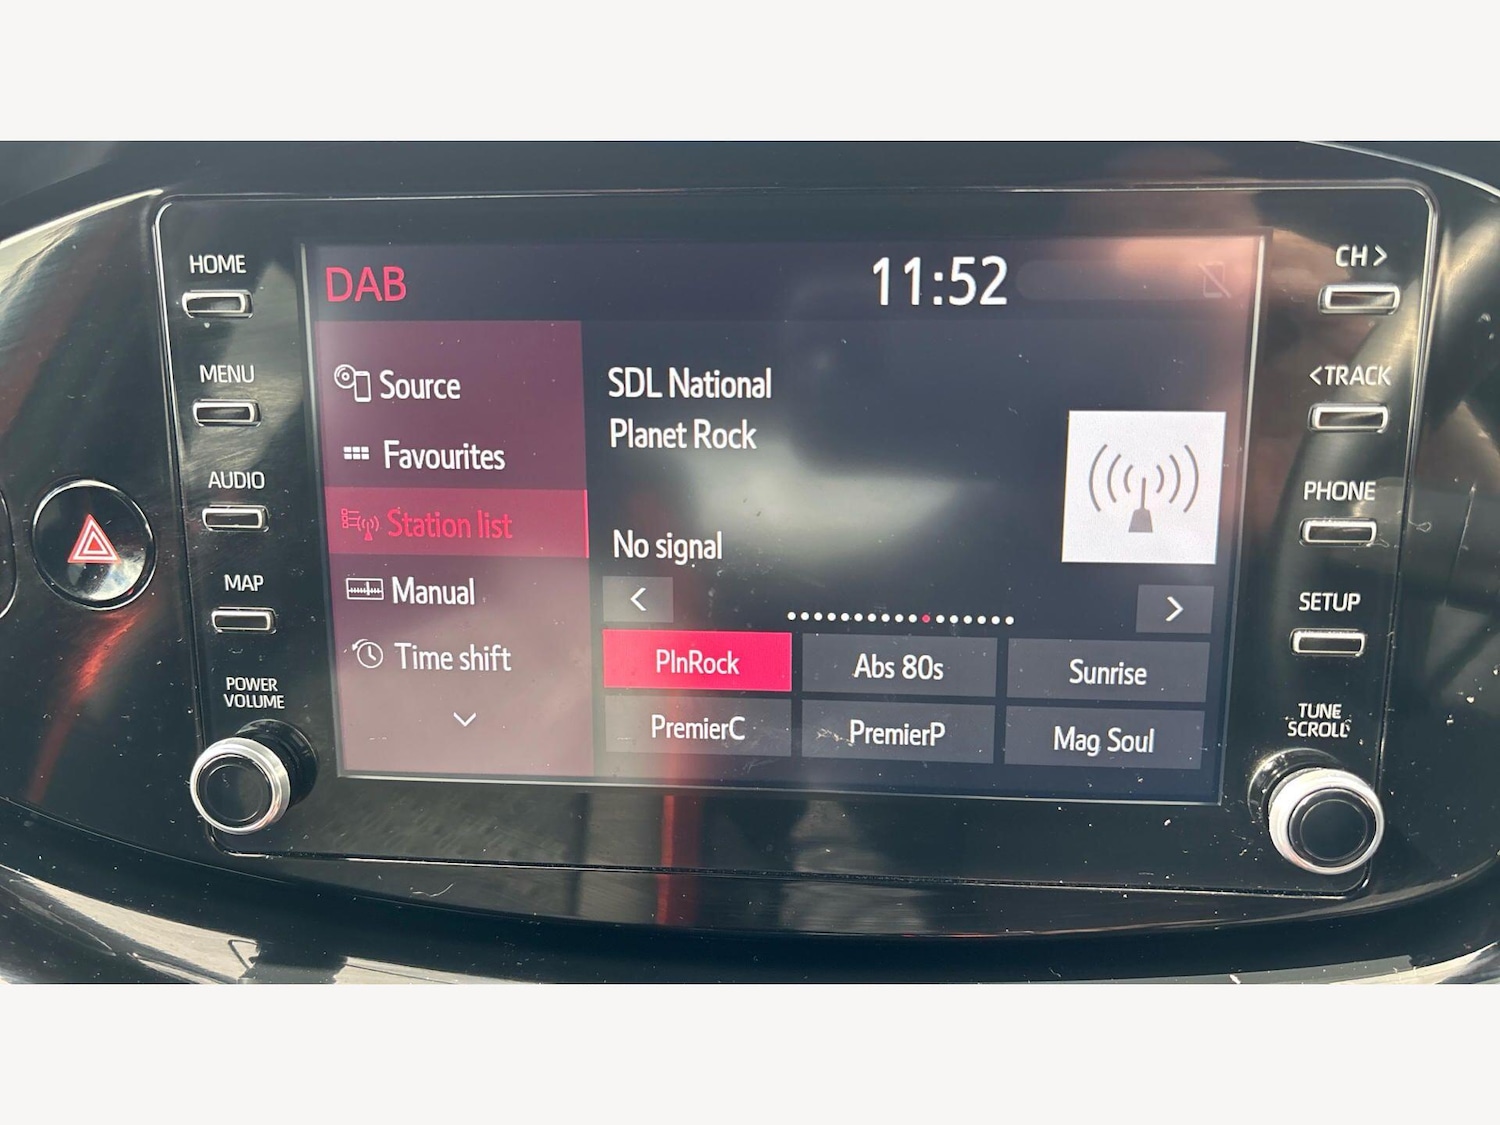 HOME
MENU
AUDIO
MAP
POWER
VOLUME
DAB
11:52
Source
Favourites
Station list
Manual
Time shift
SDL National
Planet Rock
No signal
<
>
PlnRock
Abs 80s
Sunrise
PremierC
PremierP
Mag Soul
CH >
<TRACK
PHONE
SETUP
TUNE
SCROLL